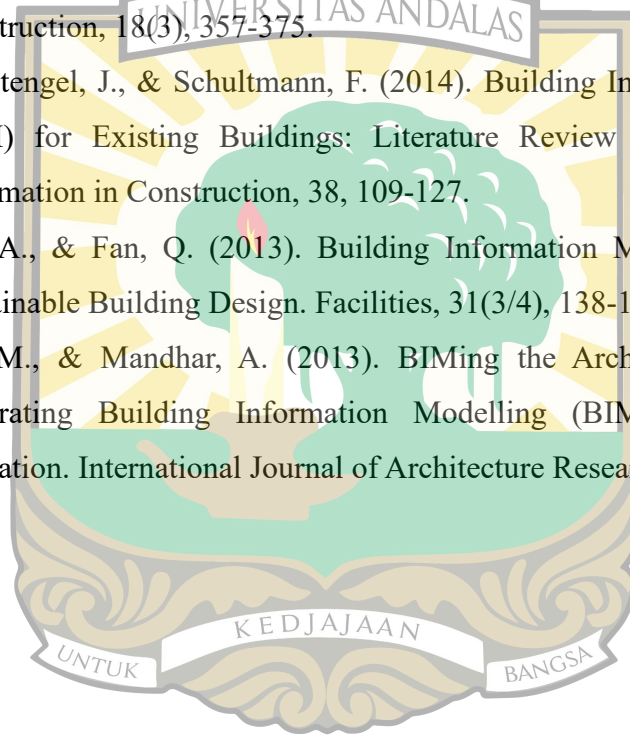 truction, 18(3), 357-375.
UNIVERSITAS ANDALAS
tengel, J., & Schultmann, F. (2014). Building In
) for Existing Buildings: Literature Review
mation in Construction, 38, 109-127.
A., & Fan, Q. (2013). Building Information M
inable Building Design. Facilities, 31(3/4), 138-1
M., & Mandhar, A. (2013). BIMing the Arch
rating Building Information Modelling (BIM
ation. International Journal of Architecture Resea
KEDJAJAAN
UNTUK
BANGSA